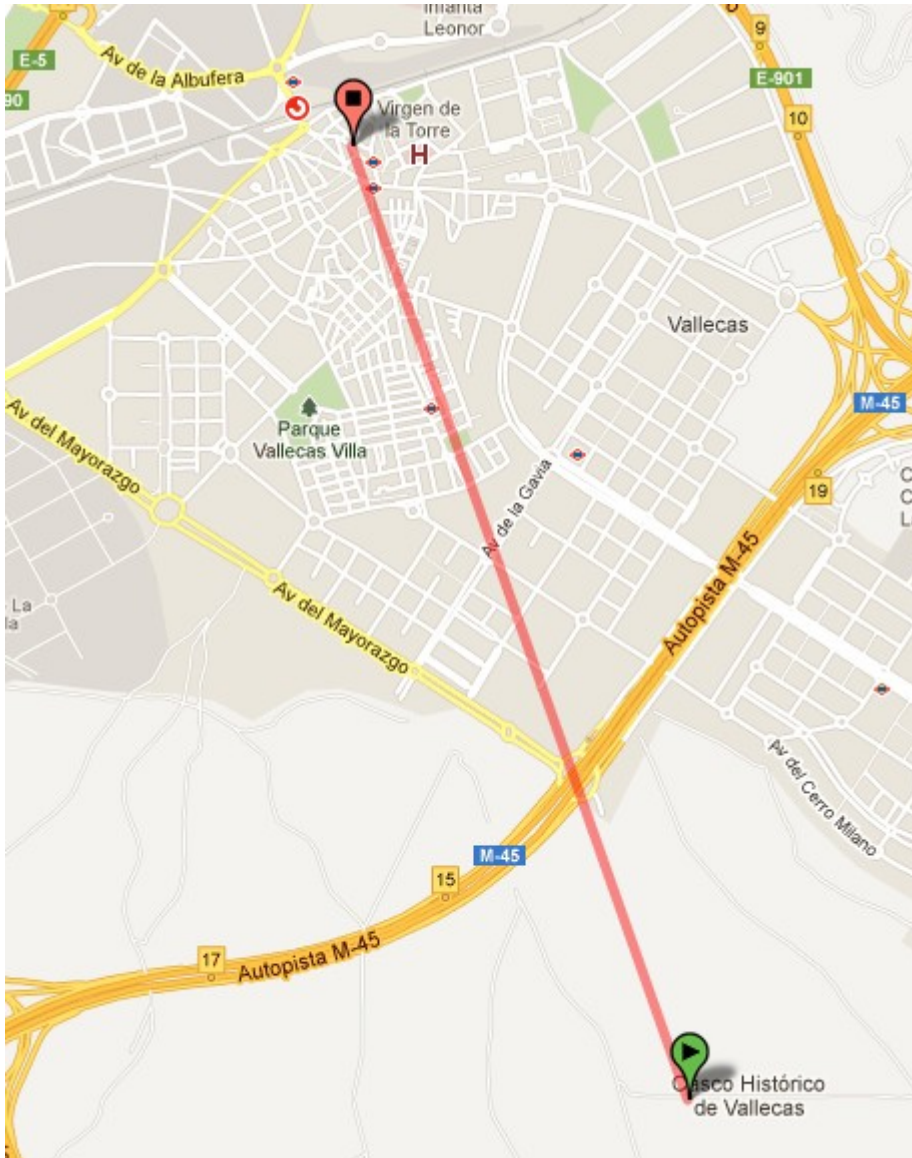 Infanta
Leonor
E-5
90
Av de la Albufera
9
E-901
10
Virgen de
la Torre
H
Vallecas
M-45
Av del Mayorazgo
Parque
Vallecas Villa
Av de la Gavia
19
C
C
L
Autopista M-45
La
la
Av del Mayorazgo
Av del Cerro Milano
M-45
15
17
Autopista M-45
Casco Histórico
de Vallecas